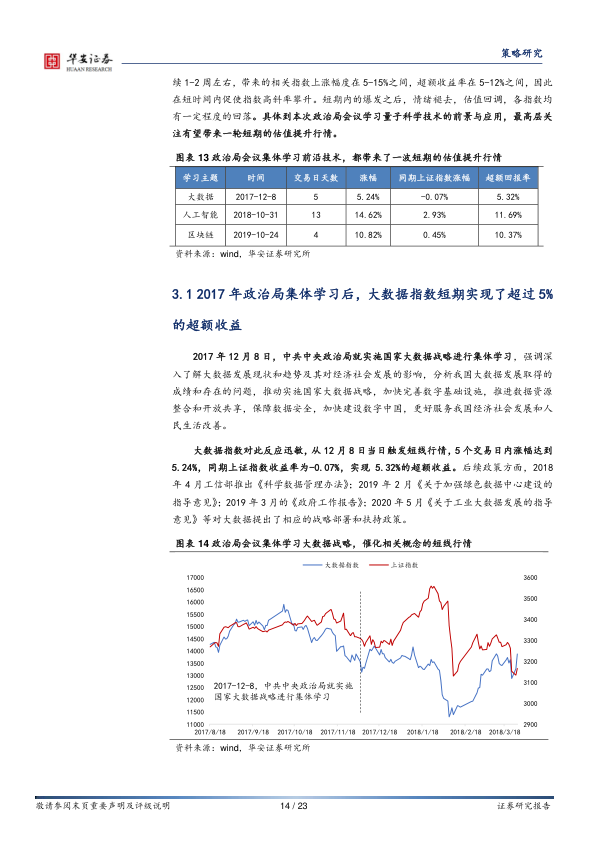 华安证券
HUAAN RESEARCH
策略研究
续 1-2 周左右，带来的相关指数上涨幅度在 5-15%之间，超额收益率在 5-12%之间，因此
在短时间内促使指数高斜率攀升。短期内的爆发之后，情绪褪去，估值回调，各指数均
有一定程度的回落。具体到本次政治局会议学习量子科学技术的前景与应用，最高层关
注有望带来一轮短期的估值提升行情。
图表 13 政治局会议集体学习前沿技术，都带来了一波短期的估值提升行情
学习主题 时间 交易日天数 涨幅 同期上证指数涨幅 超额回报率
大数据 2017-12-8 5 5.24% -0.07% 5.32%
人工智能 2018-10-31 13 14.62% 2.93% 11.69%
区块链 2019-10-24 4 10.82% 0.45% 10.37%
资料来源：wind，华安证券研究所
3.1 2017 年政治局集体学习后，大数据指数短期实现了超过 5%
的超额收益
2017 年 12 月 8 日，中共中央政治局就实施国家大数据战略进行集体学习，强调深
入了解大数据发展现状和趋势及其对经济社会发展的影响，分析我国大数据发展取得的
成绩和存在的问题，推动实施国家大数据战略，加快完善数字基础设施，推进数据资源
整合和开放共享，保障数据安全，加快建设数字中国，更好服务我国经济社会发展和人
民生活改善。
大数据指数对此反应迅敏，从 12 月 8 日当日触发短线行情，5 个交易日内涨幅达到
5.24%，同期上证指数收益率为-0.07%，实现 5.32%的超额收益。后续政策方面，2018
年 4 月工信部推出《科学数据管理办法》；2019 年 2 月《关于加强绿色数据中心建设的
指导意见》；2019 年 3 月的《政府工作报告》；2020 年 5 月《关于工业大数据发展的指导
意见》等对大数据提出了相应的战略部署和扶持政策。
图表 14 政治局会议集体学习大数据战略，催化相关概念的短线行情
大数据指数 上证指数
17000 3600
16500
16000 3500
15500
15000 3400
14500
14000 3300
13500 3200
13000
12500 3100
12000 3000
11500
11000 2900
2017-12-8，中共中央政治局就实施
国家大数据战略进行集体学习
2017/8/18 2017/9/18 2017/10/18 2017/11/18 2017/12/18 2018/1/18 2018/2/18 2018/3/18
资料来源：wind，华安证券研究所
敬请参阅末页重要声明及评级说明 14 / 23 证券研究报告